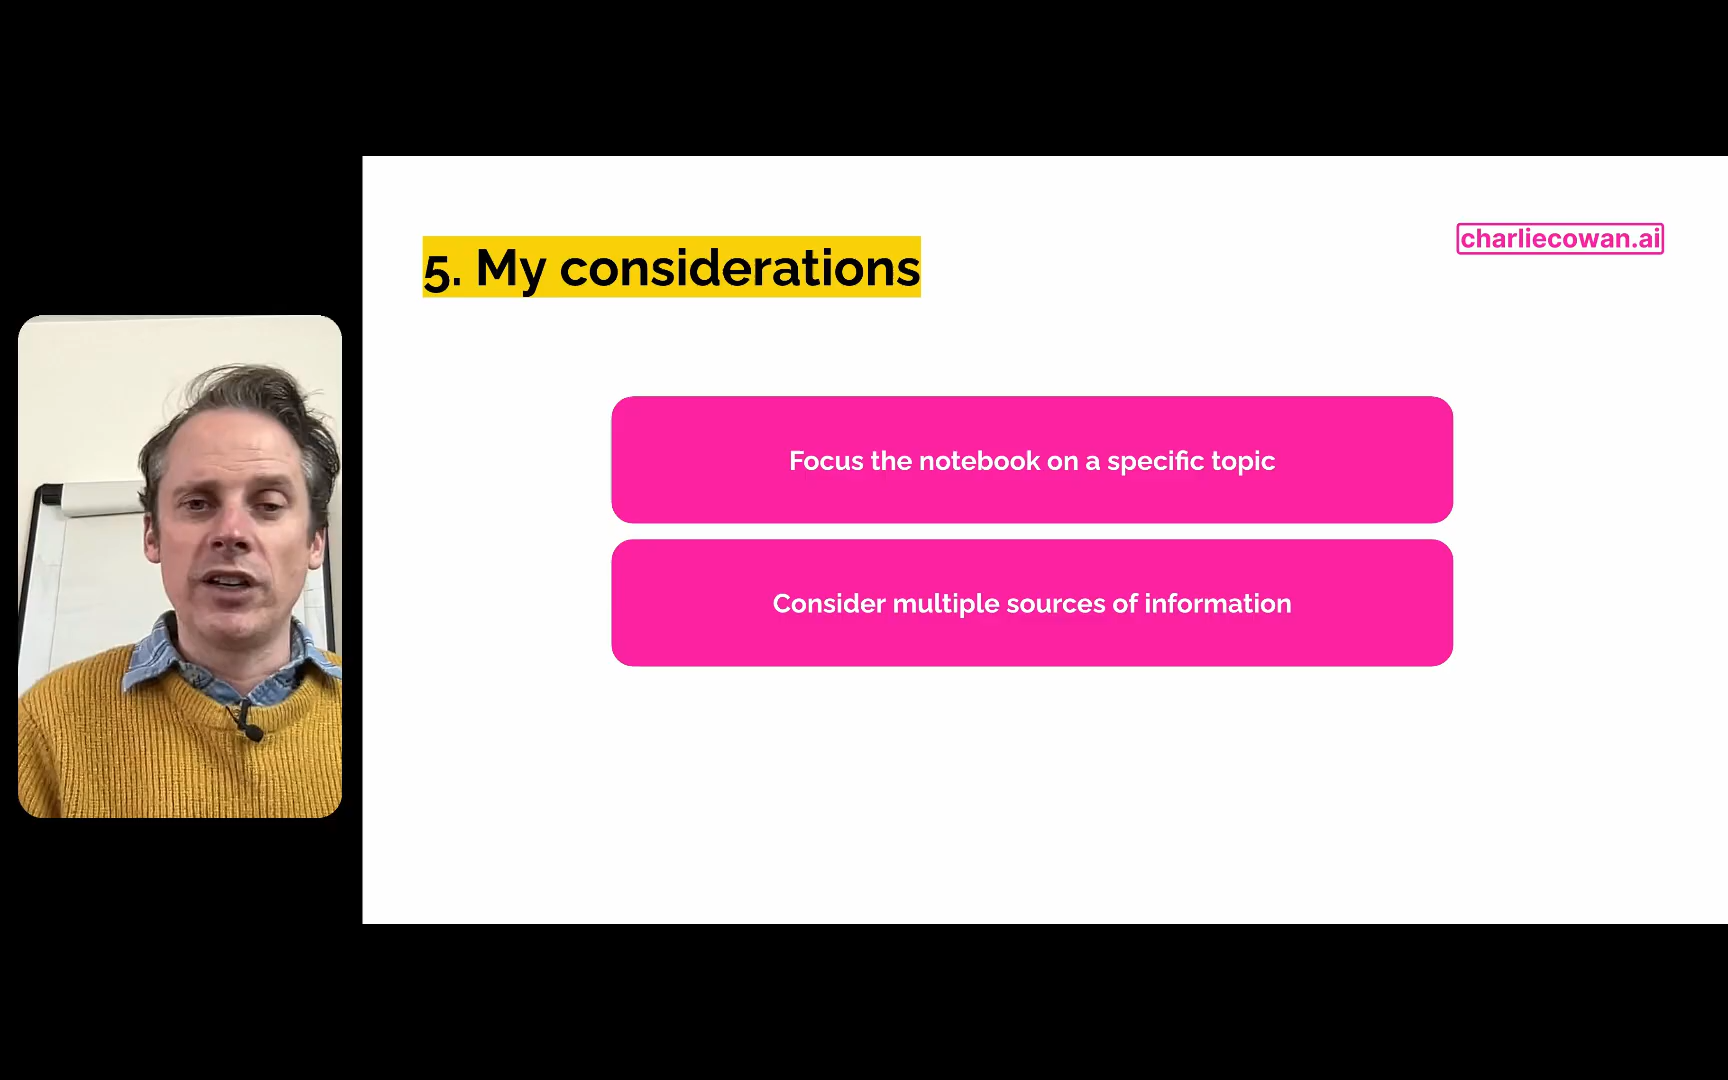 charliecowan.ai
5. My considerations
Focus the notebook on a specific topic
Consider multiple sources of information